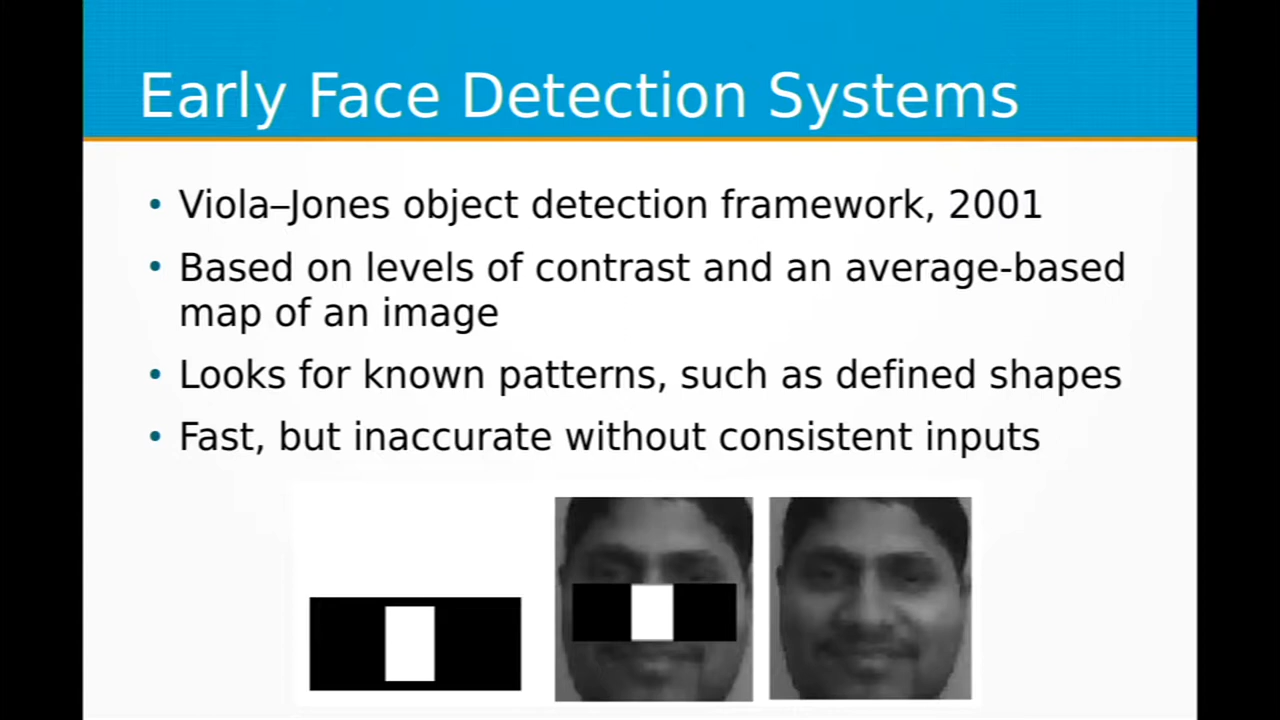 Early Face Detection Systems
• Viola–Jones object detection framework, 2001
• Based on levels of contrast and an average-based
map of an image
• Looks for known patterns, such as defined shapes
• Fast, but inaccurate without consistent inputs